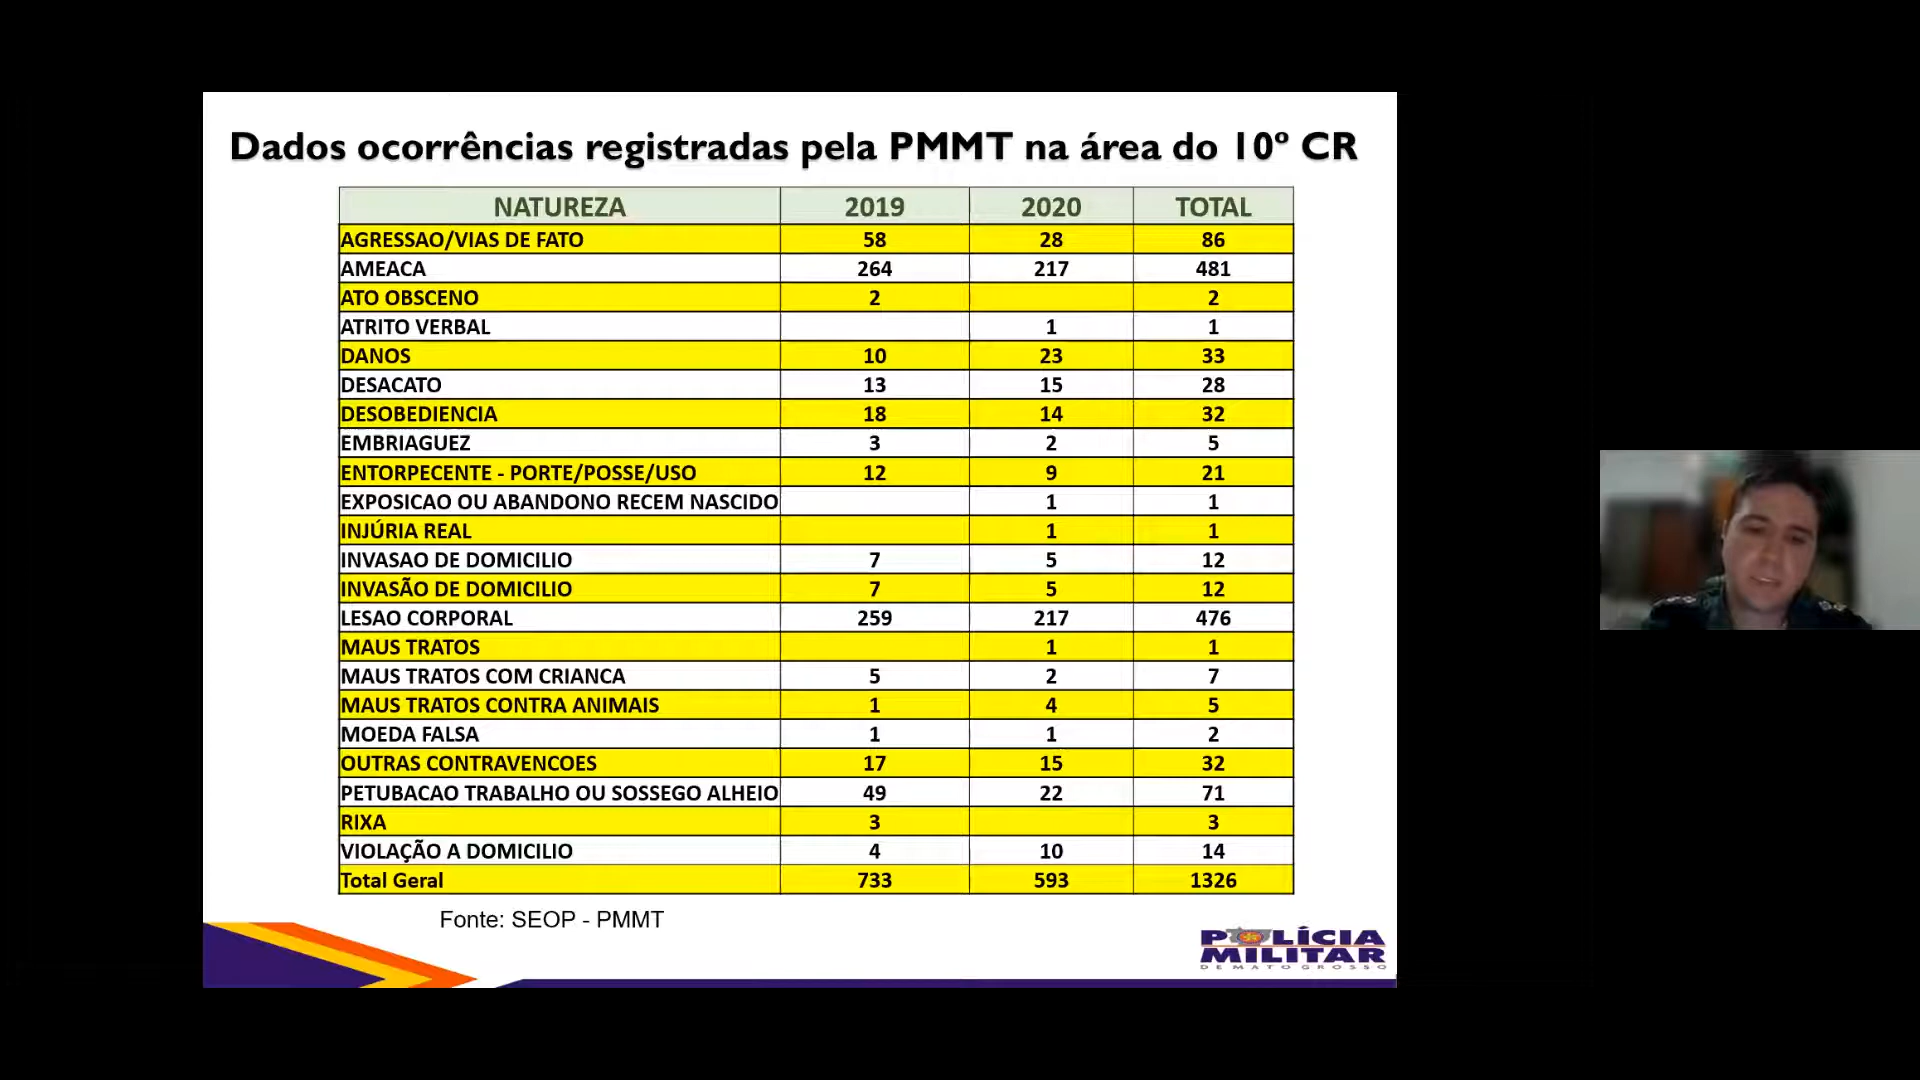 Dados ocorrências registradas pela PMMT na área do 10º CR
NATUREZA 2019 2020 TOTAL
AGRESSAO/VIAS DE FATO 58 28 86
AMEACA 264 217 481
ATO OBSCENO 2 2
ATRITO VERBAL 1 1
DANOS 10 23 33
DESACATO 13 15 28
DESOBEDIENCIA 18 14 32
EMBRIAGUEZ 3 2 5
ENTORPECENTE - PORTE/POSSE/USO 12 9 21
EXPOSICAO OU ABANDONO RECEM NASCIDO 1 1
INJÚRIA REAL 1 1
INVASAO DE DOMICILIO 7 5 12
INVASÃO DE DOMICILIO 7 5 12
LESAO CORPORAL 259 217 476
MAUS TRATOS 1 1
MAUS TRATOS COM CRIANCA 5 2 7
MAUS TRATOS CONTRA ANIMAIS 1 4 5
MOEDA FALSA 1 1 2
OUTRAS CONTRAVENCOES 17 15 32
PETUBACAO TRABALHO OU SOSSEGO ALHEIO 49 22 71
RIXA 3 3
VIOLAÇÃO A DOMICILIO 4 10 14
Total Geral 733 593 1326
Fonte: SEOP - PMMT
POLÍCIA
MILITAR
DE MATO GROSSO